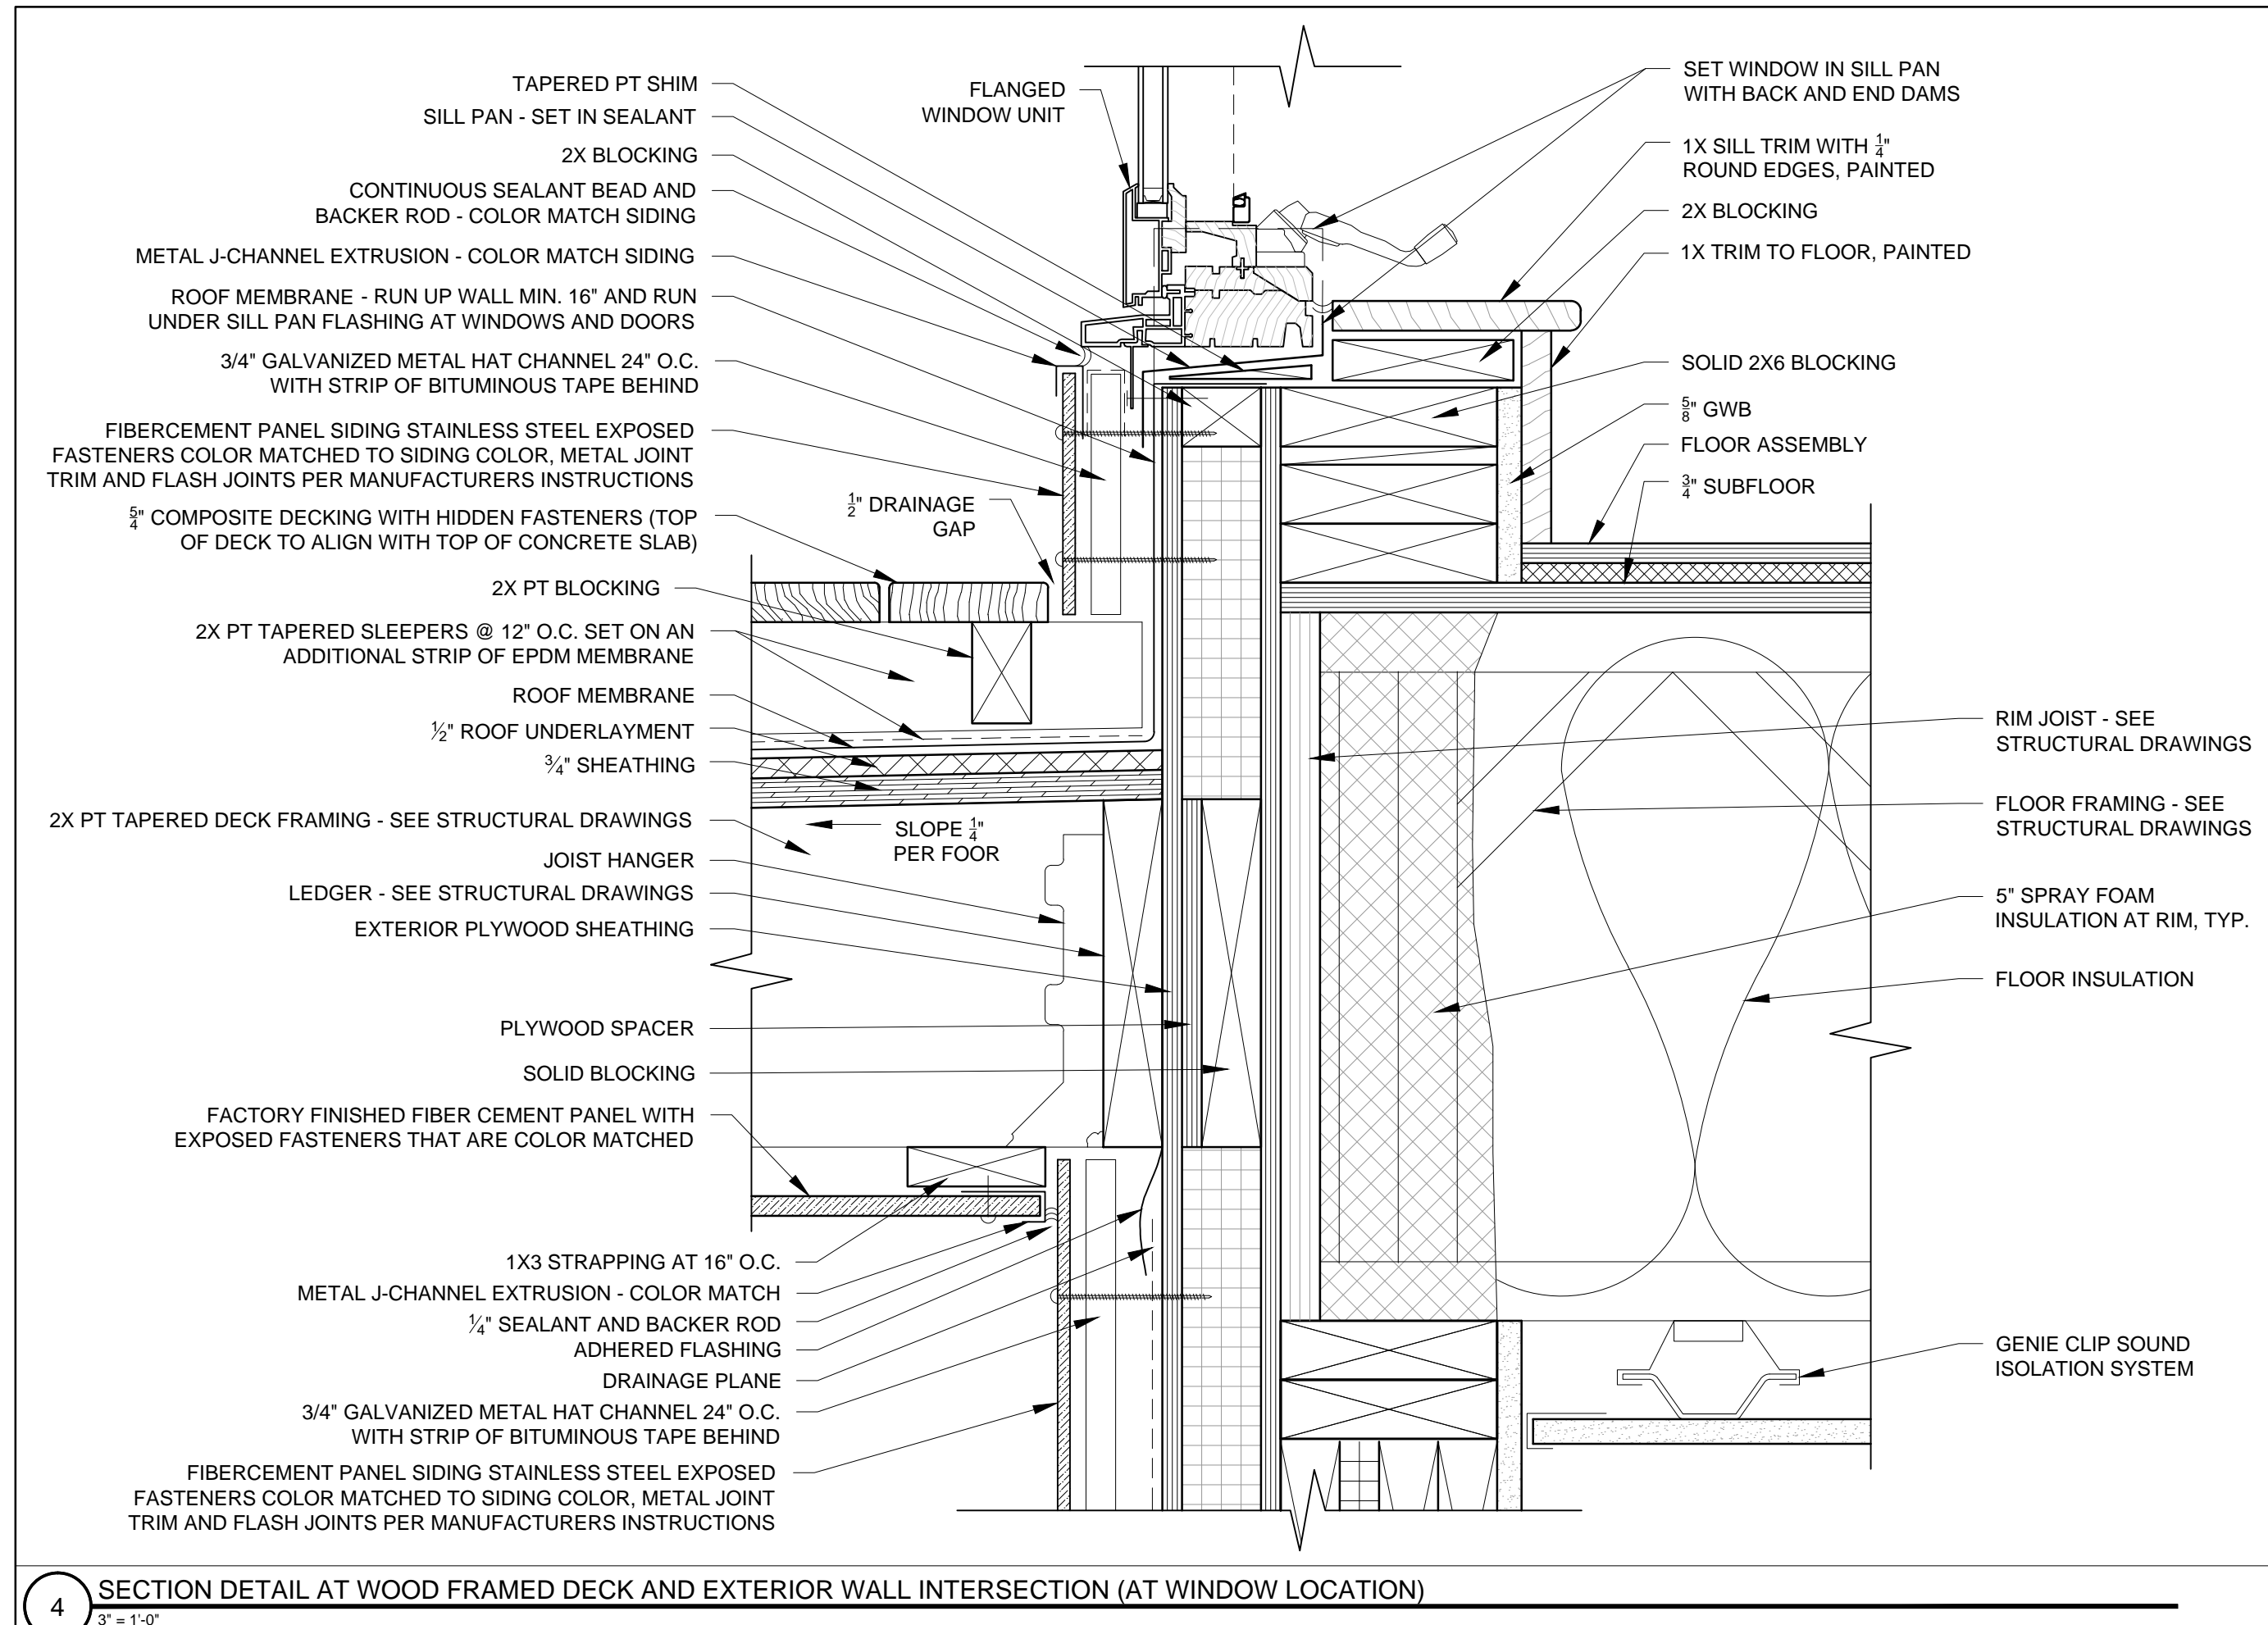 TAPERED PT SHIM
SILL PAN - SET IN SEALANT
2X BLOCKING
CONTINUOUS SEALANT BEAD AND
BACKER ROD - COLOR MATCH SIDING
METAL J-CHANNEL EXTRUSION - COLOR MATCH SIDING
ROOF MEMBRANE - RUN UP WALL MIN. 16" AND RUN
UNDER SILL PAN FLASHING AT WINDOWS AND DOORS
3/4" GALVANIZED METAL HAT CHANNEL 24" O.C.
WITH STRIP OF BITUMINOUS TAPE BEHIND
FIBERCEMENT PANEL SIDING STAINLESS STEEL EXPOSED
FASTENERS COLOR MATCHED TO SIDING COLOR, METAL JOINT
TRIM AND FLASH JOINTS PER MANUFACTURERS INSTRUCTIONS
5/4" COMPOSITE DECKING WITH HIDDEN FASTENERS (TOP
OF DECK TO ALIGN WITH TOP OF CONCRETE SLAB)
2X PT BLOCKING
2X PT TAPERED SLEEPERS @ 12" O.C. SET ON AN
ADDITIONAL STRIP OF EPDM MEMBRANE
ROOF MEMBRANE
1/2" ROOF UNDERLAYMENT
3/4" SHEATHING
2X PT TAPERED DECK FRAMING - SEE STRUCTURAL DRAWINGS
JOIST HANGER
LEDGER - SEE STRUCTURAL DRAWINGS
EXTERIOR PLYWOOD SHEATHING
PLYWOOD SPACER
SOLID BLOCKING
FACTORY FINISHED FIBER CEMENT PANEL WITH
EXPOSED FASTENERS THAT ARE COLOR MATCHED
1X3 STRAPPING AT 16" O.C.
METAL J-CHANNEL EXTRUSION - COLOR MATCH
1/4" SEALANT AND BACKER ROD
ADHERED FLASHING
DRAINAGE PLANE
3/4" GALVANIZED METAL HAT CHANNEL 24" O.C.
WITH STRIP OF BITUMINOUS TAPE BEHIND
FIBERCEMENT PANEL SIDING STAINLESS STEEL EXPOSED
FASTENERS COLOR MATCHED TO SIDING COLOR, METAL JOINT
TRIM AND FLASH JOINTS PER MANUFACTURERS INSTRUCTIONS
FLANGED
WINDOW UNIT
1/2" DRAINAGE
GAP
SLOPE 1/4"
PER FOOR
SET WINDOW IN SILL PAN
WITH BACK AND END DAMS
1X SILL TRIM WITH 1/4"
ROUND EDGES, PAINTED
2X BLOCKING
1X TRIM TO FLOOR, PAINTED
SOLID 2X6 BLOCKING
5/8" GWB
FLOOR ASSEMBLY
3/4" SUBFLOOR
RIM JOIST - SEE
STRUCTURAL DRAWINGS
FLOOR FRAMING - SEE
STRUCTURAL DRAWINGS
5" SPRAY FOAM
INSULATION AT RIM, TYP.
FLOOR INSULATION
GENIE CLIP SOUND
ISOLATION SYSTEM
4
SECTION DETAIL AT WOOD FRAMED DECK AND EXTERIOR WALL INTERSECTION (AT WINDOW LOCATION)
3" = 1'-0"